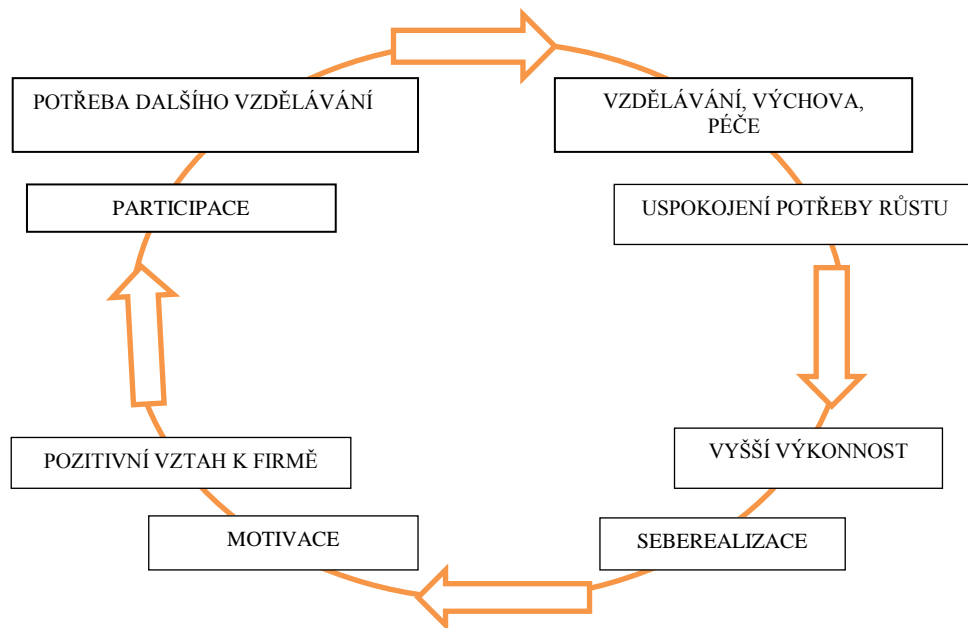 POTŘEBA DALŠÍHO VZDĚLÁVÁNÍ
VZDĚLÁVÁNÍ, VÝCHOVA,
PÉČE
PARTICIPACE
USPOKOJENÍ POTŘEBY RŮSTU
POZITIVNÍ VZTAH K FIRMĚ
VYŠŠÍ VÝKONNOST
MOTIVACE
SEBEREALIZACE